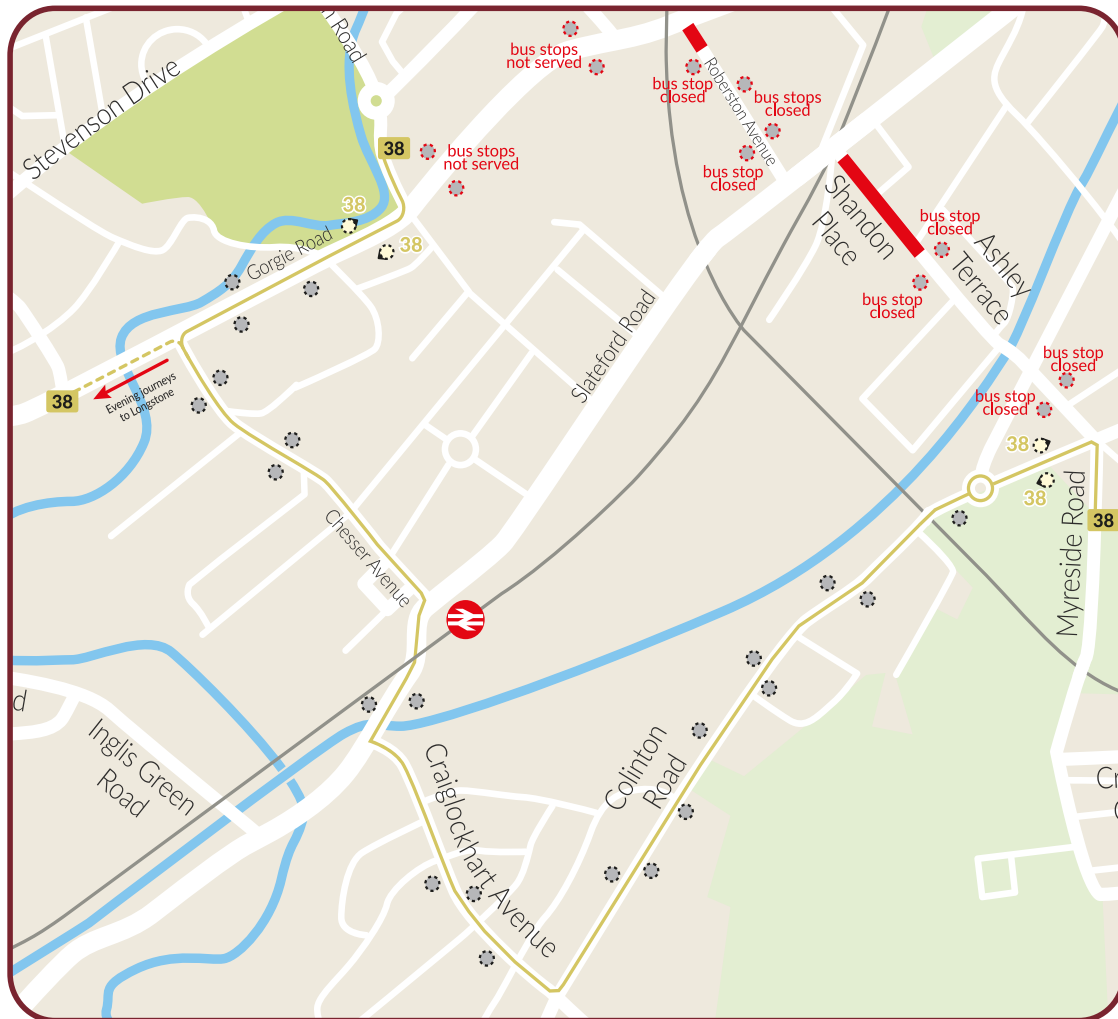 Road
Stevenson Drive
bus stops
not served
bus stop
closed
Roberston Avenue
bus stops
closed
bus stop
closed
38
bus stops
not served
38
38
Gorgie Road
Shandon
Place
bus stop
closed
Ashley
Terrace
bus stop
closed
Slateford Road
38
Evening journeys
to Longstone
bus stop
closed
bus stop
closed
38
38
38
Myreside Road
Chesser Avenue
d
Inglis Green
Road
Craiglockhart Avenue
Colinton
Road
Cr